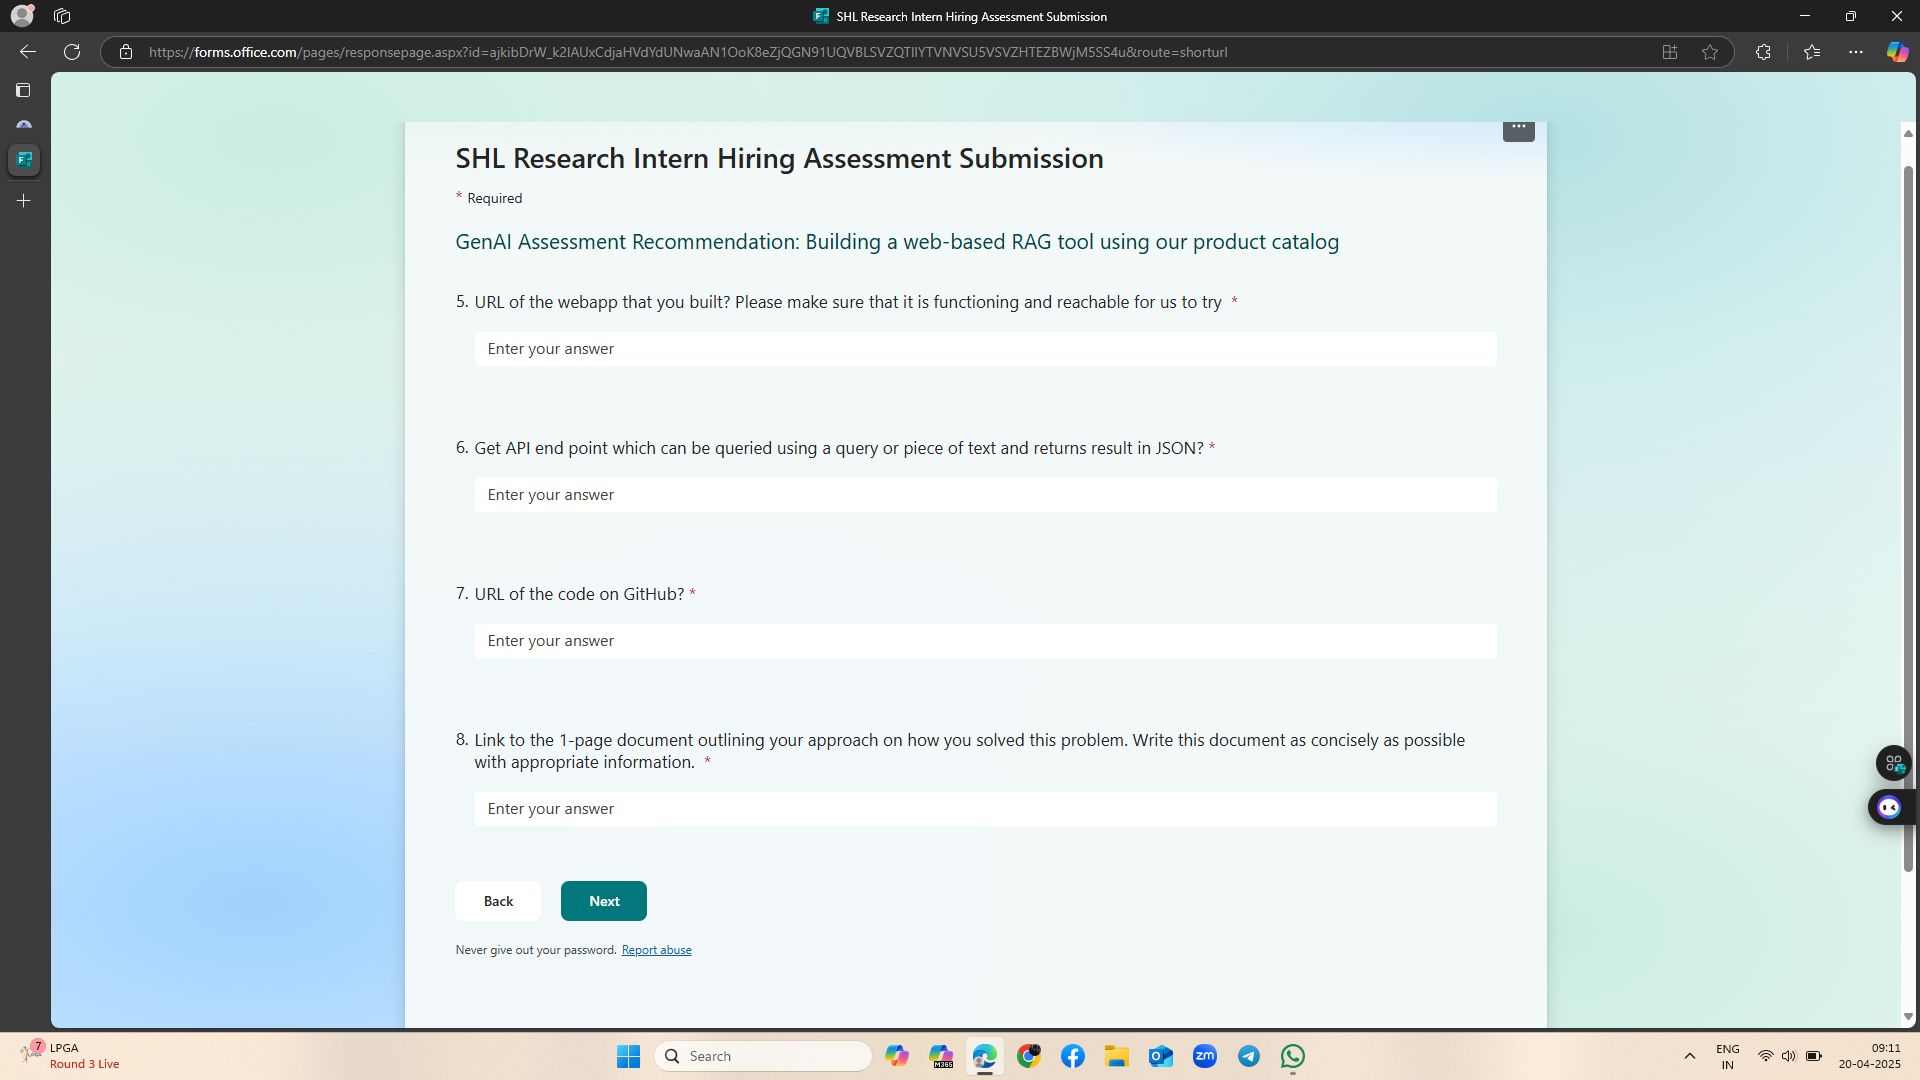 SHL Research Intern Hiring Assessment Submission
https://forms.office.com/pages/responsepage.aspx?id=ajkibDrW_k2IAUxCdjaHVdYdUNwaAN1OoK8eZjQGN91UQVBLSVZQTIlYTVNVSU5VSVZHTEZBWjM5SS4u&route=shorturl
SHL Research Intern Hiring Assessment Submission
* Required
GenAI Assessment Recommendation: Building a web-based RAG tool using our product catalog
5. URL of the webapp that you built? Please make sure that it is functioning and reachable for us to try *
Enter your answer
6. Get API end point which can be queried using a query or piece of text and returns result in JSON? *
Enter your answer
7. URL of the code on GitHub? *
Enter your answer
8. Link to the 1-page document outlining your approach on how you solved this problem. Write this document as concisely as possible
with appropriate information. *
Enter your answer
Back Next
Never give out your password. Report abuse
7
LPGA
Round 3 Live
Search
M365
zm
ENG
IN
09:11
20-04-2025